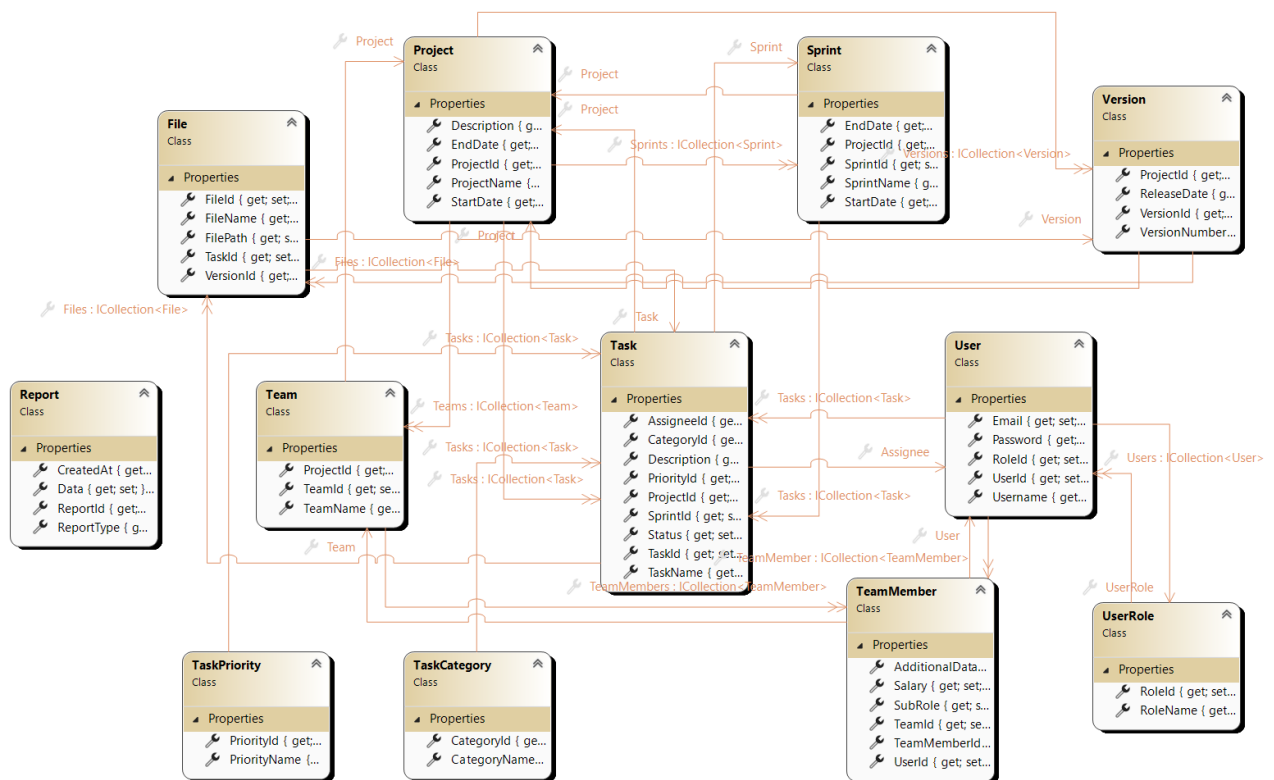 Project
Class
Properties
Description { g...
EndDate { get;...
ProjectId { get;...
ProjectName {...
StartDate { get;...
Sprint
Class
Properties
EndDate { get;...
ProjectId { get;...
SprintId { get; s...
SprintName { g...
StartDate { get;...
Version
Class
Properties
ProjectId { get;...
ReleaseDate { g...
VersionId { get;...
VersionNumber...
File
Class
Properties
FileId { get; set;...
FileName { get;...
FilePath { get; s...
TaskId { get; set...
VersionId { get;...
Project
Sprint
Project
Project
Sprints : ICollection<Sprint>
Versions : ICollection<Version>
Version
Project
Files : ICollection<File>
Files : ICollection<File>
Task
Tasks : ICollection<Task>
Report
Class
Properties
CreatedAt { get...
Data { get; set; }...
ReportId { get;...
ReportType { g...
Team
Class
Properties
ProjectId { get;...
TeamId { get; se...
TeamName { ge...
Teams : ICollection<Team>
Tasks : ICollection<Task>
Tasks : ICollection<Task>
Task
Class
Properties
AssigneeId { ge...
CategoryId { ge...
Description { g...
PriorityId { get;...
ProjectId { get;...
SprintId { get; s...
Status { get; set...
TaskId { get; set...
TaskName { get...
Tasks : ICollection<Task>
Assignee
Tasks : ICollection<Task>
User
Class
Properties
Email { get; set;...
Password { get;...
RoleId { get; set...
UserId { get; set...
Username { get...
Users : ICollection<User>
Team
User
TeamMember : ICollection<TeamMember>
TeamMembers : ICollection<TeamMember>
UserRole
TeamMember
Class
Properties
AdditionalData...
Salary { get; set;...
SubRole { get; s...
TeamId { get; se...
TeamMemberId...
UserId { get; set...
UserRole
Class
Properties
RoleId { get; set...
RoleName { get...
TaskPriority
Class
Properties
PriorityId { get;...
PriorityName {...
TaskCategory
Class
Properties
CategoryId { ge...
CategoryName...